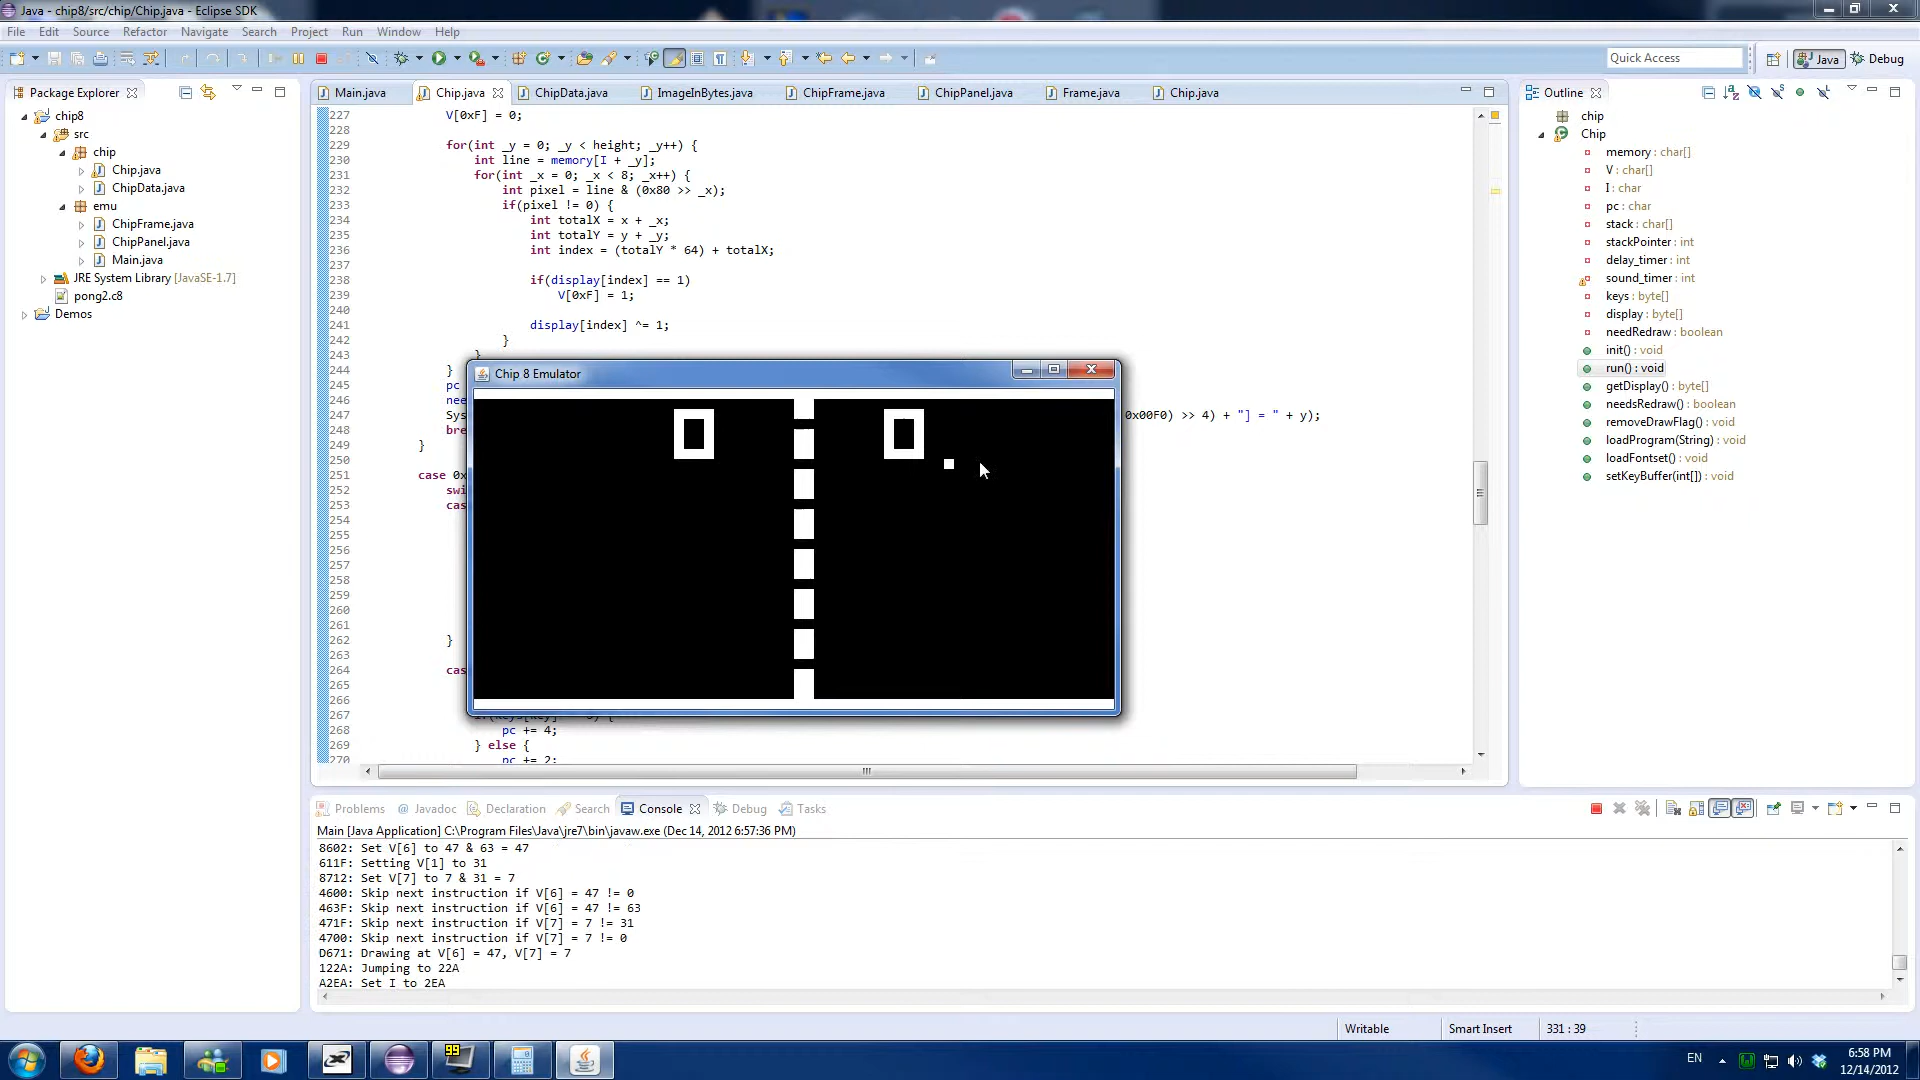 Java - chip8/src/chip/Chip.java - Eclipse SDK
File Edit Source Refactor Navigate Search Project Run Window Help
Quick Access
Java
Debug
Package Explorer
chip8
src
chip
Chip.java
ChipData.java
emu
ChipFrame.java
ChipPanel.java
Main.java
JRE System Library [JavaSE-1.7]
pong2.c8
Demos
Main.java Chip.java ChipData.java ImageInBytes.java ChipFrame.java ChipPanel.java Frame.java Chip.java
227 V[0xF] = 0;
228
229 for(int _y = 0; _y < height; _y++) {
230 int line = memory[I + _y];
231 for(int _x = 0; _x < 8; _x++) {
232 int pixel = line & (0x80 >> _x);
233 if(pixel != 0) {
234 int totalX = x + _x;
235 int totalY = y + _y;
236 int index = (totalY * 64) + totalX;
237
238 if(display[index] == 1)
239 V[0xF] = 1;
240
241 display[index] ^= 1;
242 }
243 }
244 }
245 pc
246 nee
247 Sys 0x00F0) >> 4) + "] = " + y);
248 bre
249 }
250
251 case 0x
252 swi
253 cas
254
255
256
257
258
259
260
261
262 }
263
264 cas
265
266
267
268 pc += 4;
269 } else {
270 pc += 2;
Chip 8 Emulator
0 0
Outline
chip
Chip
memory : char[]
V : char[]
I : char
pc : char
stack : char[]
stackPointer : int
delay_timer : int
sound_timer : int
keys : byte[]
display : byte[]
needRedraw : boolean
init() : void
run() : void
getDisplay() : byte[]
needsRedraw() : boolean
removeDrawFlag() : void
loadProgram(String) : void
loadFontset() : void
setKeyBuffer(int[]) : void
Problems Javadoc Declaration Search Console Debug Tasks
Main [Java Application] C:\Program Files\Java\jre7\bin\javaw.exe (Dec 14, 2012 6:57:36 PM)
8602: Set V[6] to 47 & 63 = 47
611F: Setting V[1] to 31
8712: Set V[7] to 7 & 31 = 7
4600: Skip next instruction if V[6] = 47 != 0
463F: Skip next instruction if V[6] = 47 != 63
471F: Skip next instruction if V[7] = 7 != 31
4700: Skip next instruction if V[7] = 7 != 0
D671: Drawing at V[6] = 47, V[7] = 7
122A: Jumping to 22A
A2EA: Set I to 2EA
Writable Smart Insert 331 : 39
99
EN
6:58 PM
12/14/2012